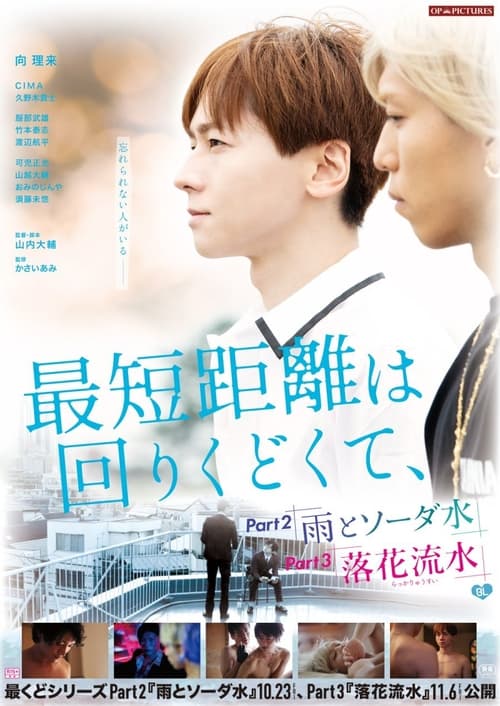 OP PICTURES
向 理来
CIMA
久野木貴士
服部武雄
竹本泰志
渡辺航平
可児正光
山越大輔
おみのじんや
須藤未悠
監督・脚本
山内大輔
監修
かさいあみ
忘れられない人がいる
最短距離は
回りくどくて、
Part2 雨とソーダ水
Part3 落花流水
らっかりゅうすい
BL
最くどシリーズPart2『雨とソーダ水』10.23、Part3『落花流水』11.6公開